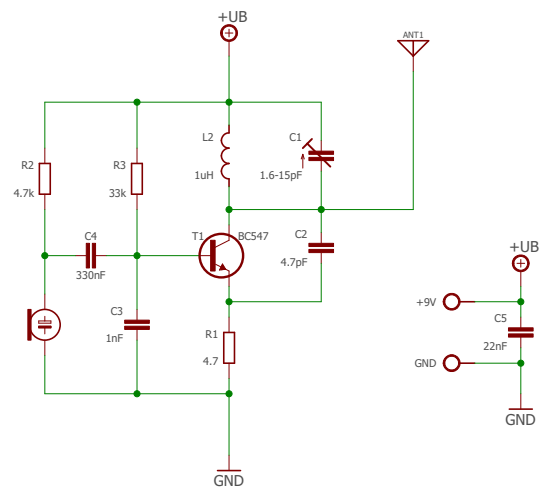 +UB
ANT1
L2
C1
R2
R3
1uH
1.6-15pF
4.7k
33k
C4
T1
BC547
C2
330nF
4.7pF
+UB
+9V
C3
C5
1nF
R1
22nF
4.7
GND
GND
GND